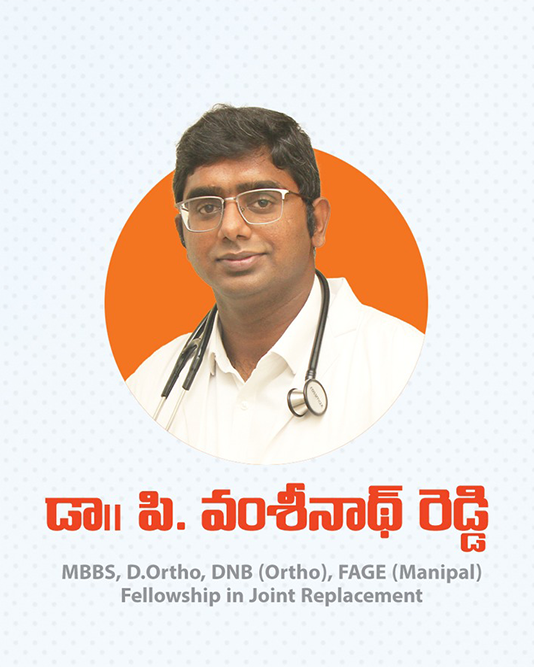 డా॥ పి. వంశీనాథ్ రెడ్డి
MBBS, D.Ortho, DNB (Ortho), FAGE (Manipal)
Fellowship in Joint Replacement